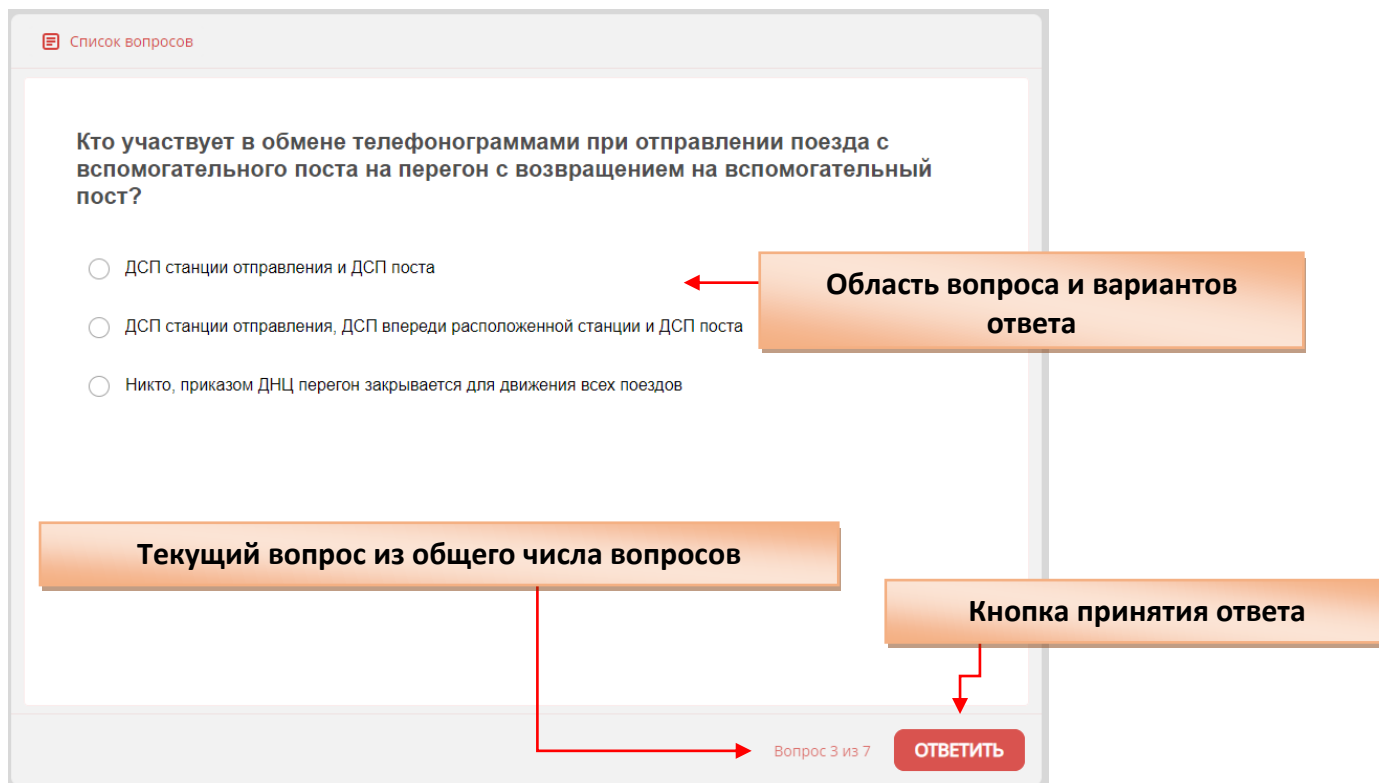 Список вопросов
Кто участвует в обмене телефонограммами при отправлении поезда с
вспомогательного поста на перегон с возвращением на вспомогательный
пост?
ДСП станции отправления и ДСП поста
ДСП станции отправления, ДСП впереди расположенной станции и ДСП поста
Никто, приказом ДНЦ перегон закрывается для движения всех поездов
Область вопроса и вариантов
ответа
Текущий вопрос из общего числа вопросов
Кнопка принятия ответа
Вопрос 3 из 7
ОТВЕТИТЬ